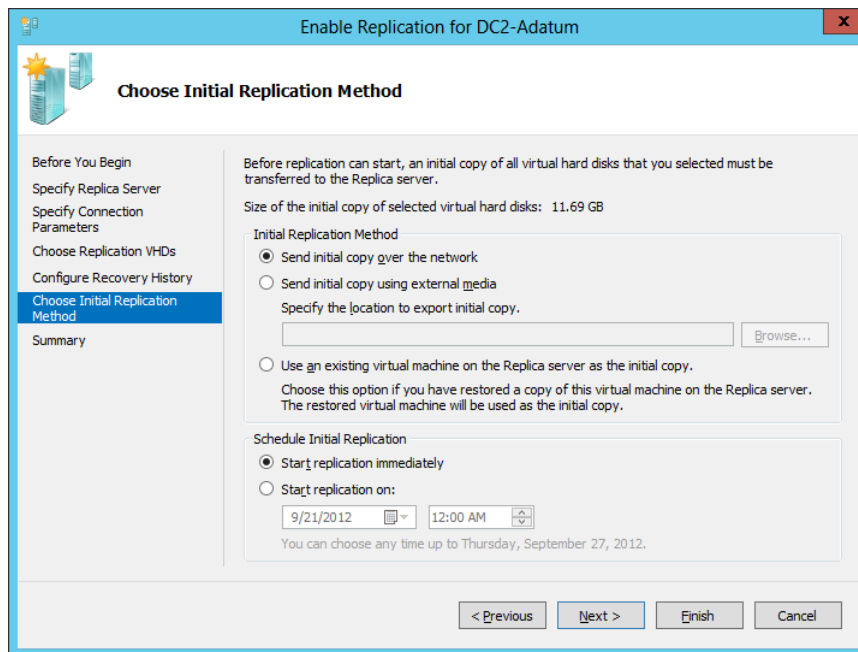 Enable Replication for DC2-Adatum
x
Choose Initial Replication Method
Before You Begin
Specify Replica Server
Specify Connection
Parameters
Choose Replication VHDs
Configure Recovery History
Choose Initial Replication
Method
Summary
Before replication can start, an initial copy of all virtual hard disks that you selected must be
transferred to the Replica server.
Size of the initial copy of selected virtual hard disks: 11.69 GB
Initial Replication Method
Send initial copy over the network
Send initial copy using external media
Specify the location to export initial copy.
Browse...
Use an existing virtual machine on the Replica server as the initial copy.
Choose this option if you have restored a copy of this virtual machine on the Replica server.
The restored virtual machine will be used as the initial copy.
Schedule Initial Replication
Start replication immediately
Start replication on:
9/21/2012 12:00 AM
You can choose any time up to Thursday, September 27, 2012.
< Previous Next > Finish Cancel